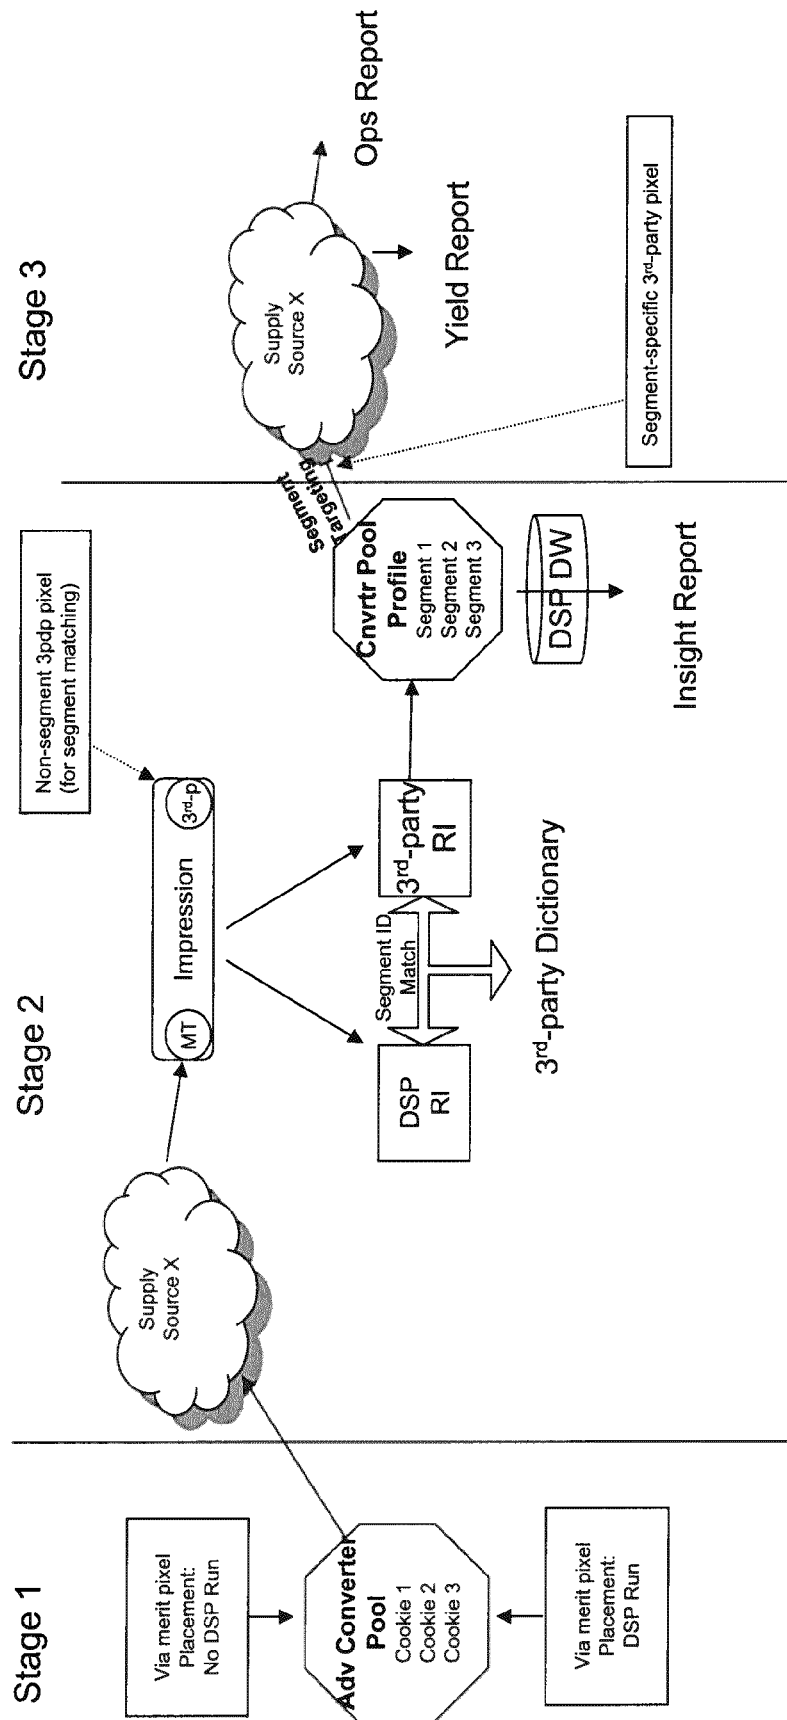 Stage 1
Via merit pixel
Placement:
No DSP Run
Adv Converter
Pool
Cookie 1
Cookie 2
Cookie 3
Via merit pixel
Placement:
DSP Run
Stage 2
Supply
Source X
MT
Impression
3rd-p
Non-segment 3pdp pixel
(for segment matching)
DSP
RI
Segment ID
Match
3rd-party
RI
3rd-party Dictionary
Cnvrtr Pool
Profile
Segment 1
Segment 2
Segment 3
DSP DW
Insight Report
Stage 3
Segment
Targeting
Supply
Source X
Ops Report
Yield Report
Segment-specific 3rd-party pixel